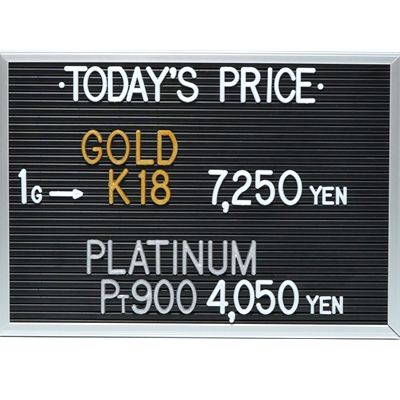 ·TODAY'S PRICE·
GOLD
1G→ K18 7,250 YEN
PLATINUM
PT900 4,050 YEN